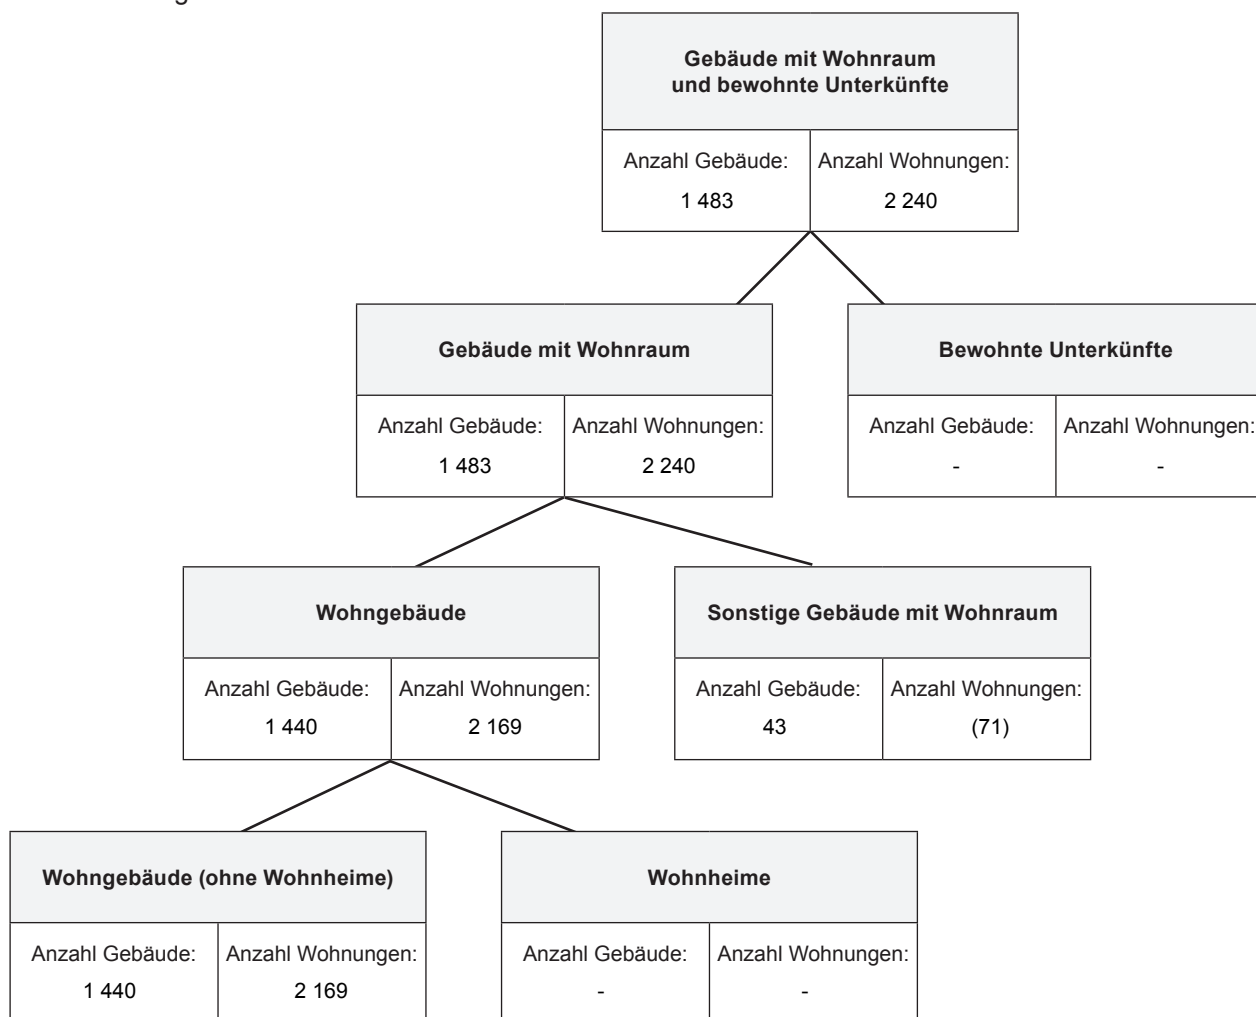 Gebäude mit Wohnraum
und bewohnte Unterkünfte
Anzahl Gebäude: Anzahl Wohnungen:
1 483 2 240
Gebäude mit Wohnraum Bewohnte Unterkünfte
Anzahl Gebäude: Anzahl Wohnungen: Anzahl Gebäude: Anzahl Wohnungen:
1 483 2 240 - -
Wohngebäude Sonstige Gebäude mit Wohnraum
Anzahl Gebäude: Anzahl Wohnungen: Anzahl Gebäude: Anzahl Wohnungen:
1 440 2 169 43 (71)
Wohngebäude (ohne Wohnheime) Wohnheime
Anzahl Gebäude: Anzahl Wohnungen: Anzahl Gebäude: Anzahl Wohnungen:
1 440 2 169 - -